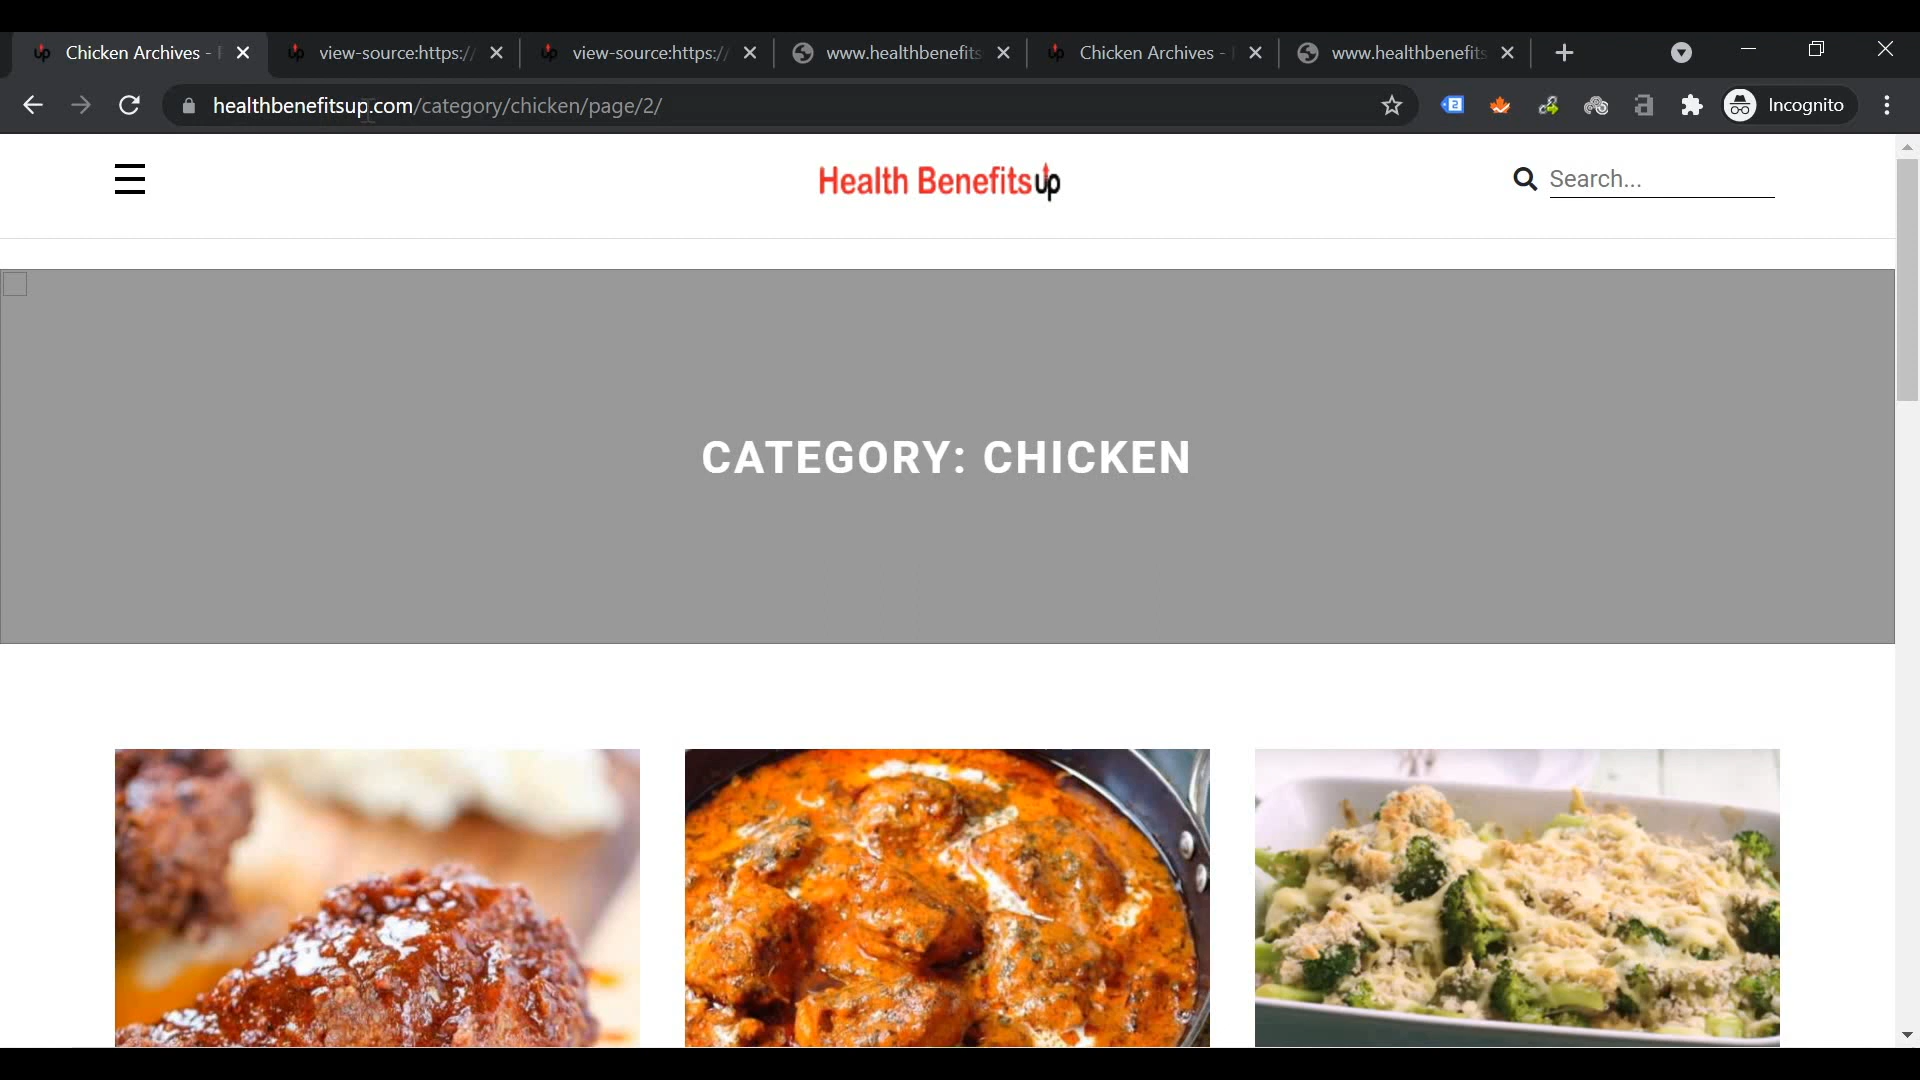 Chicken Archives -
view-source:https:/
view-source:https:/
www.healthbenefits
Chicken Archives -
www.healthbenefits
healthbenefitsup.com/category/chicken/page/2/
2
a
Incognito
Health Benefitsup
Search...
CATEGORY: CHICKEN